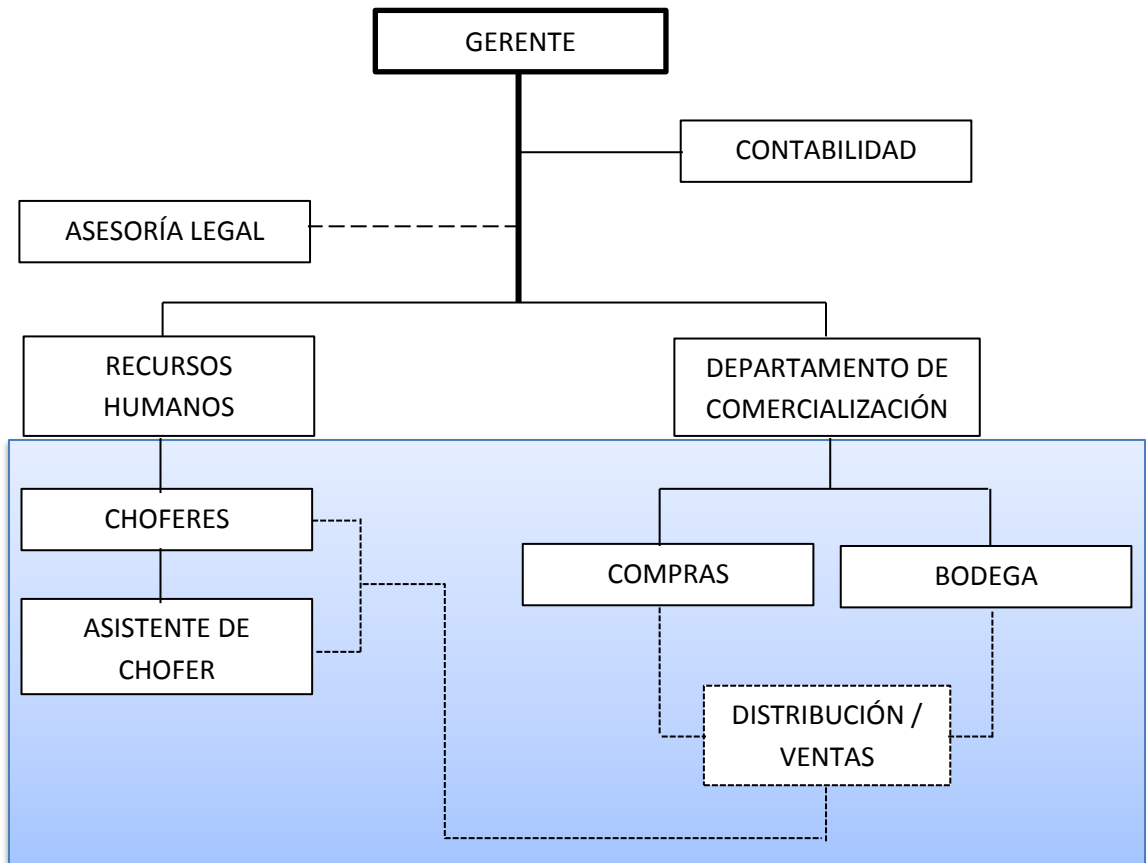 GERENTE
CONTABILIDAD
ASESORÍA LEGAL
RECURSOS
HUMANOS
DEPARTAMENTO DE
COMERCIALIZACIÓN
CHOFERES
COMPRAS
BODEGA
ASISTENTE DE
CHOFER
DISTRIBUCIÓN /
VENTAS